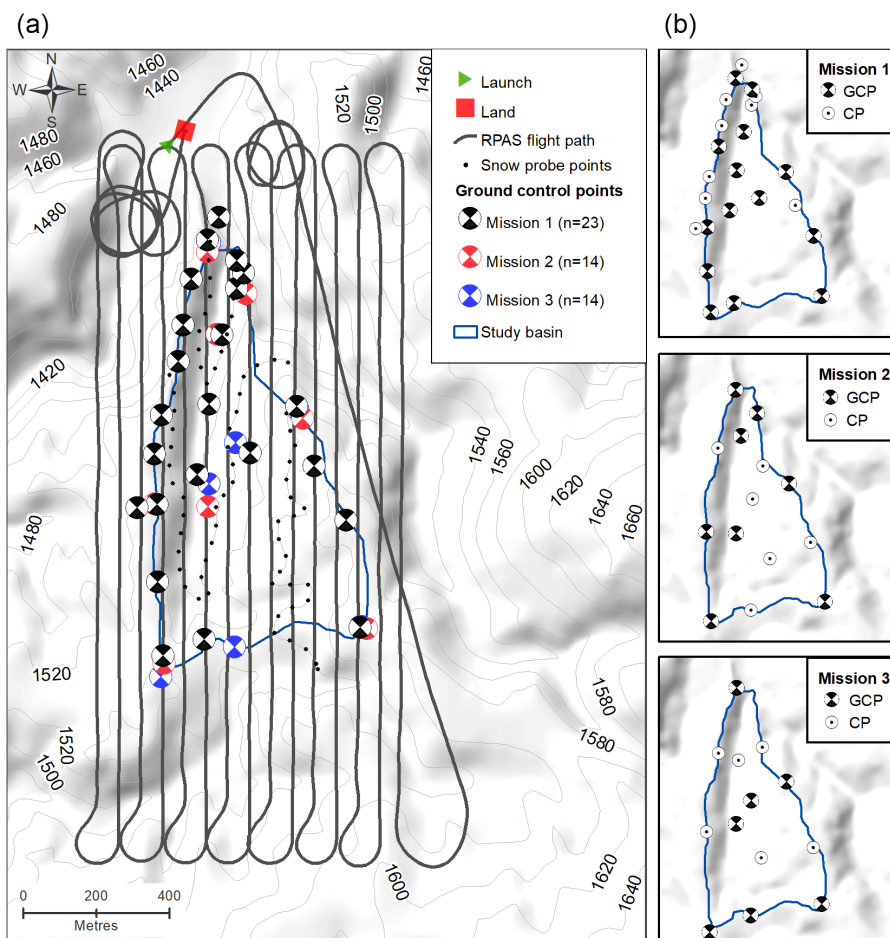 (a)
(b)
N
W E
S
1460
1440
1480
1460
1480
1420
1480
1520
1520
1500
1520
1500
1460
1540
1560
1600
1620
1640
1660
1580
1580
1600
1620
1640
Launch
Land
RPAS flight path
Snow probe points
Ground control points
Mission 1 (n=23)
Mission 2 (n=14)
Mission 3 (n=14)
Study basin
0 200 400
Metres
Mission 1
GCP
CP
Mission 2
GCP
CP
Mission 3
GCP
CP